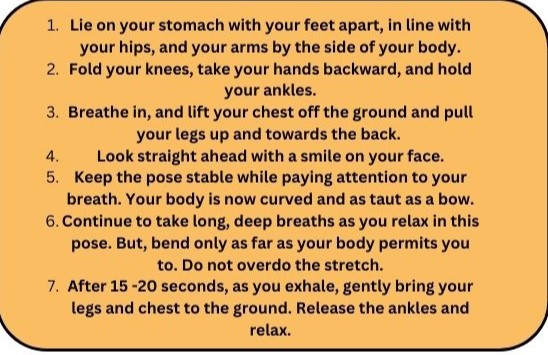 1. Lie on your stomach with your feet apart, in line with
your hips, and your arms by the side of your body.
2. Fold your knees, take your hands backward, and hold
your ankles.
3. Breathe in, and lift your chest off the ground and pull
your legs up and towards the back.
4. Look straight ahead with a smile on your face.
5. Keep the pose stable while paying attention to your
breath. Your body is now curved and as taut as a bow.
6. Continue to take long, deep breaths as you relax in this
pose. But, bend only as far as your body permits you
to. Do not overdo the stretch.
7. After 15 -20 seconds, as you exhale, gently bring your
legs and chest to the ground. Release the ankles and
relax.